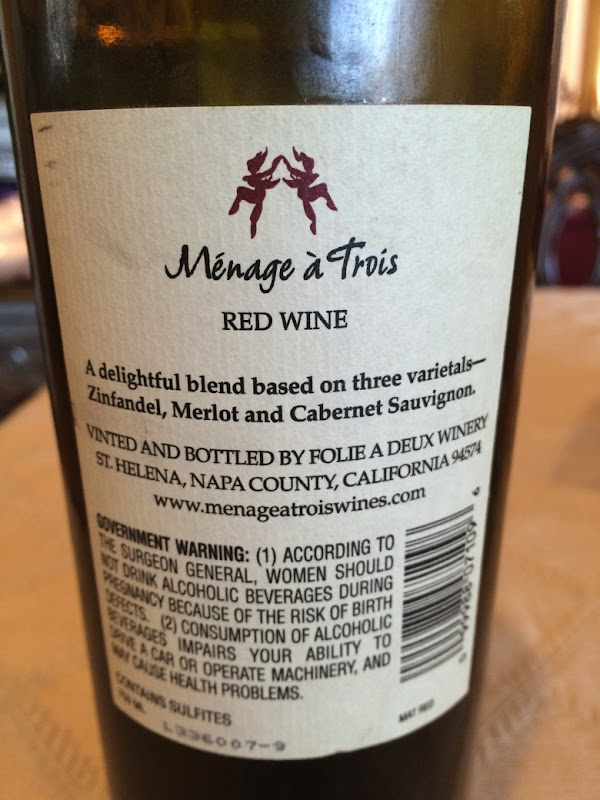 Ménage à Trois
RED WINE
A delightful blend based on three varietals—
Zinfandel, Merlot and Cabernet Sauvignon.
VINTED AND BOTTLED BY FOLIE A DEUX WINERY
ST. HELENA, NAPA COUNTY, CALIFORNIA 94574
www.menageatroiswines.com
GOVERNMENT WARNING: (1) ACCORDING TO
THE SURGEON GENERAL, WOMEN SHOULD
NOT DRINK ALCOHOLIC BEVERAGES DURING
PREGNANCY BECAUSE OF THE RISK OF BIRTH
DEFECTS. (2) CONSUMPTION OF ALCOHOLIC
BEVERAGES IMPAIRS YOUR ABILITY TO
DRIVE A CAR OR OPERATE MACHINERY, AND
MAY CAUSE HEALTH PROBLEMS.
CONTAINS SULFITES
750 ML
MAT RED
L336007-9